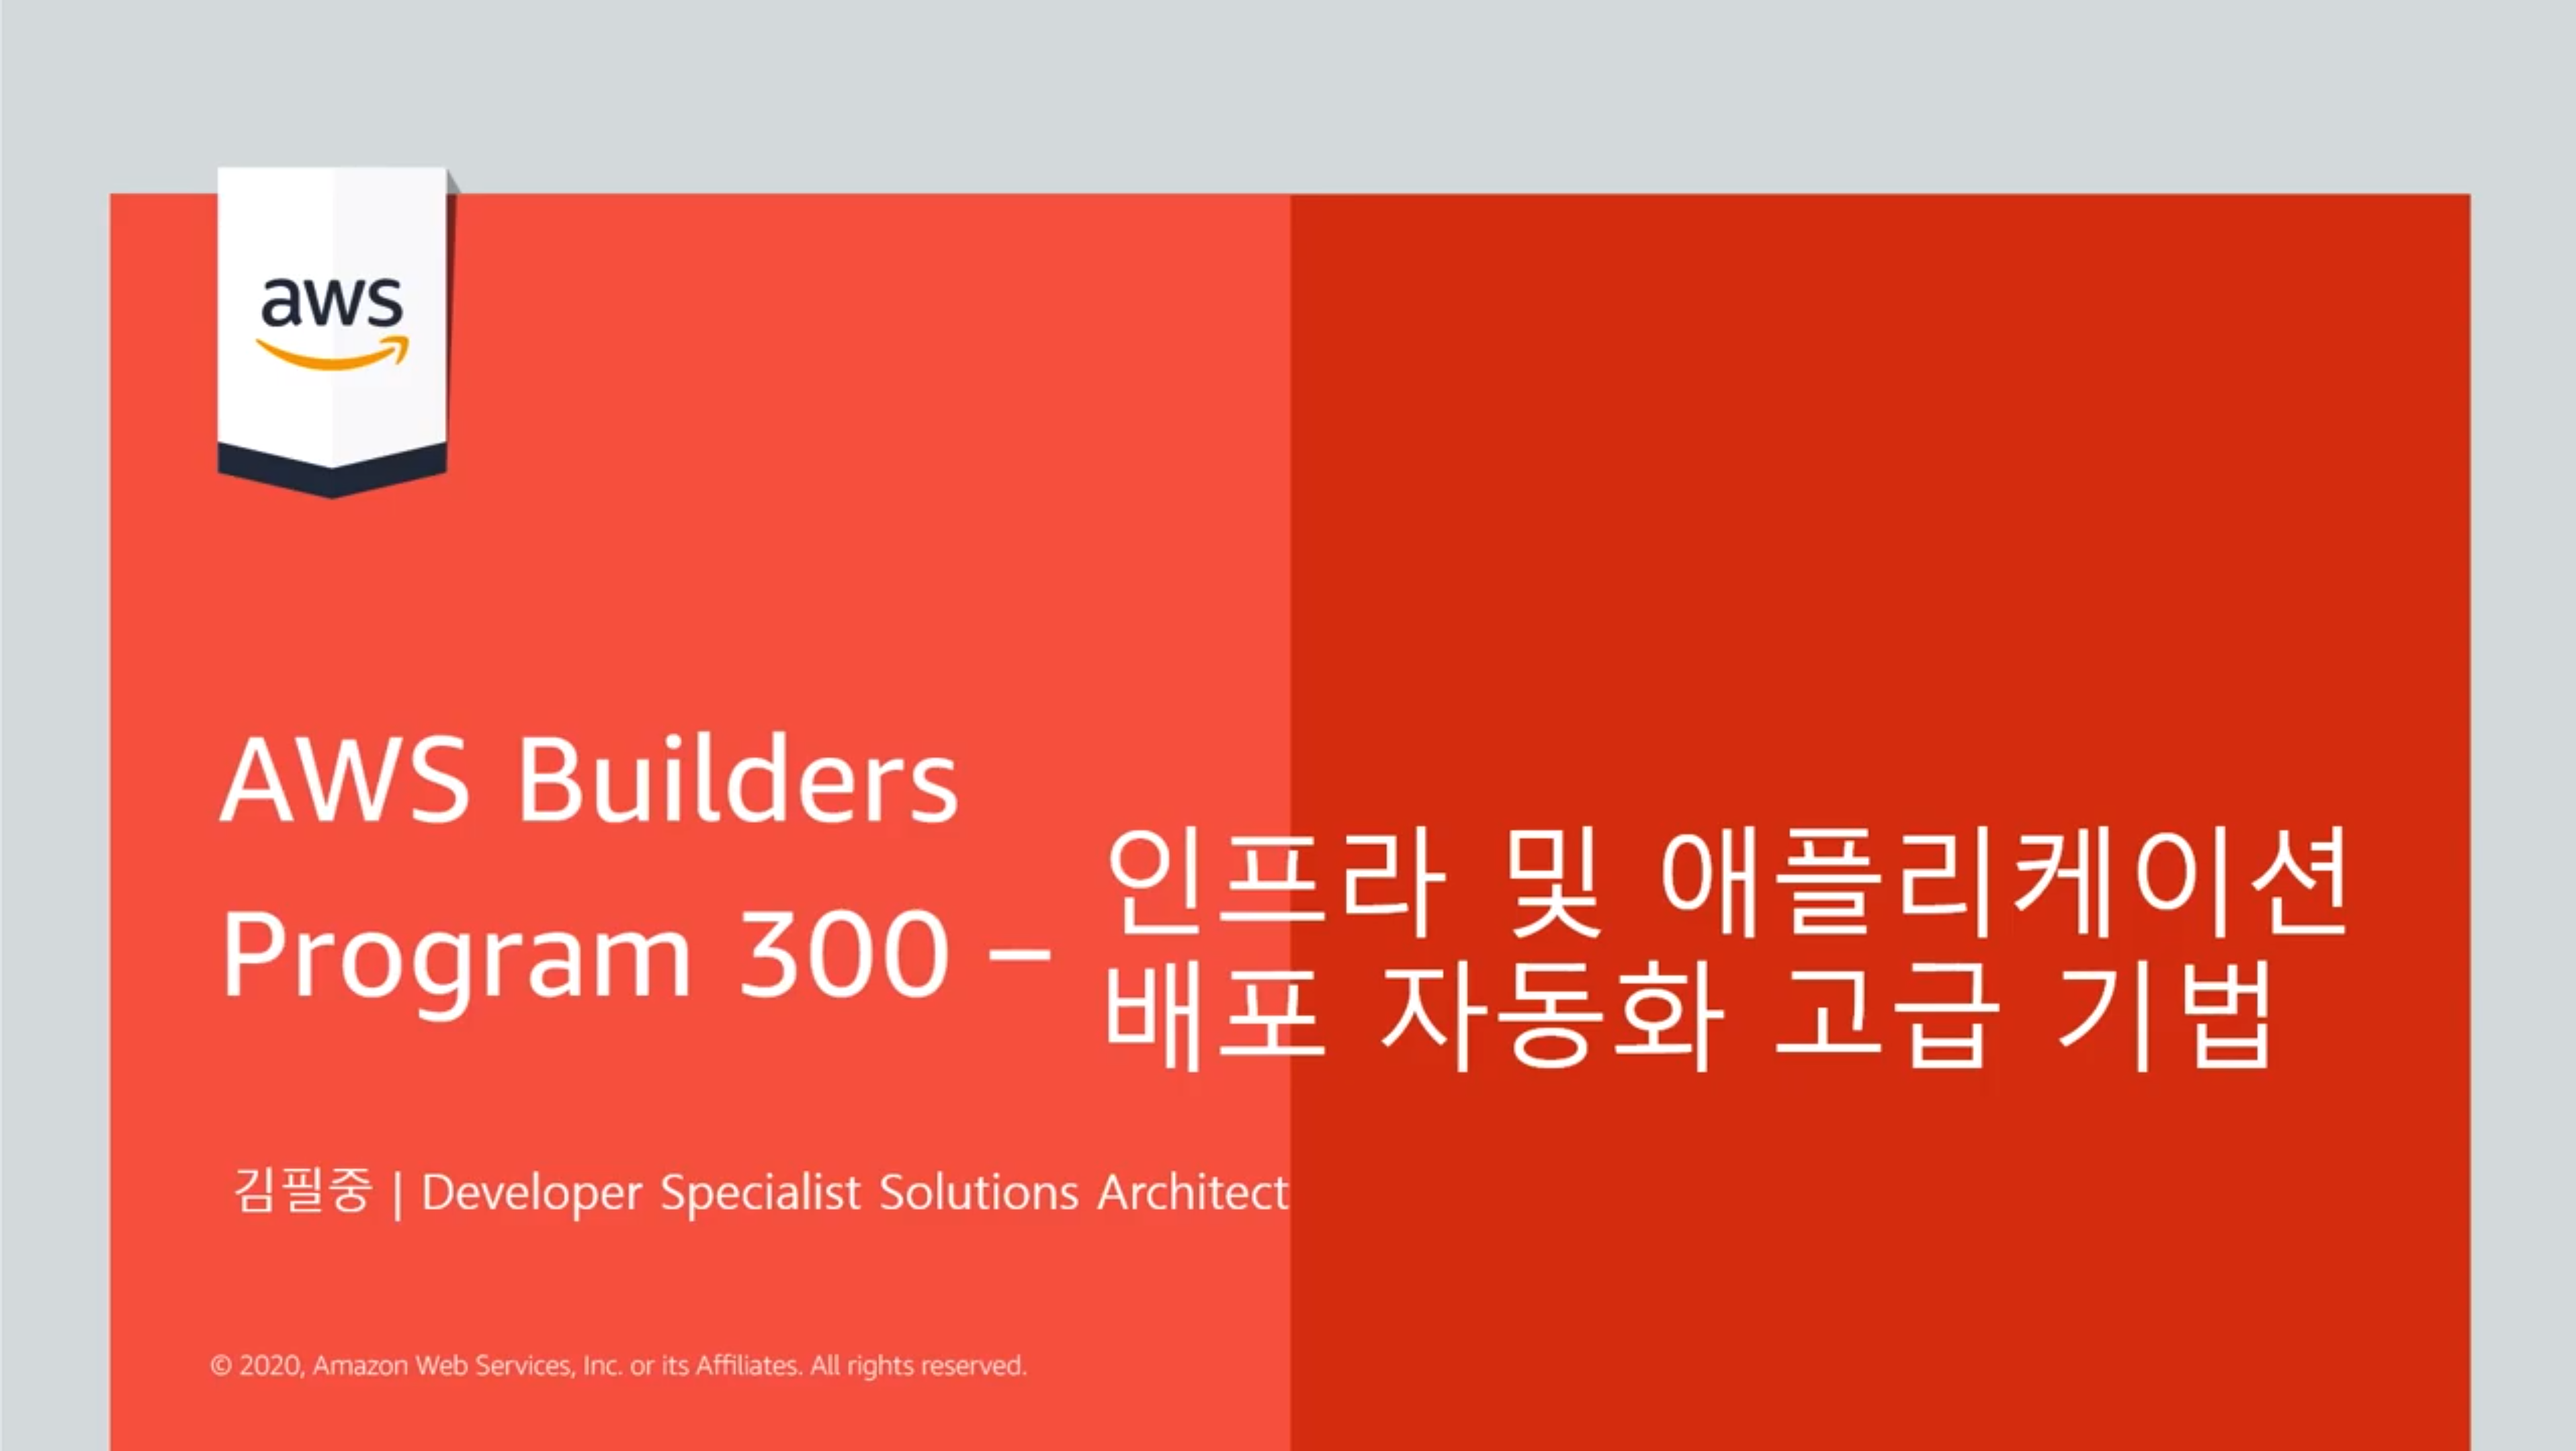 aws
AWS Builders
Program 300 –
인프라 및 애플리케이션
배포 자동화 고급 기법
김필중 | Developer Specialist Solutions Architect
© 2020, Amazon Web Services, Inc. or its Affiliates. All rights reserved.